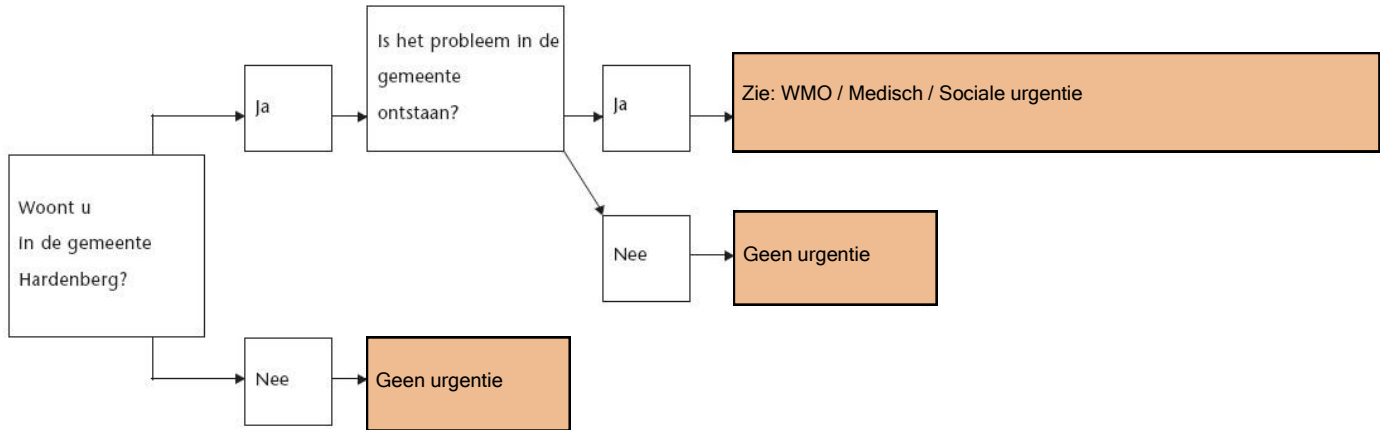 Is het probleem in de
gemeente
ontstaan?
Ja
Ja
Zie: WMO / Medisch / Sociale urgentie
Woont u
in de gemeente
Hardenberg?
Nee
Geen urgentie
Nee
Geen urgentie